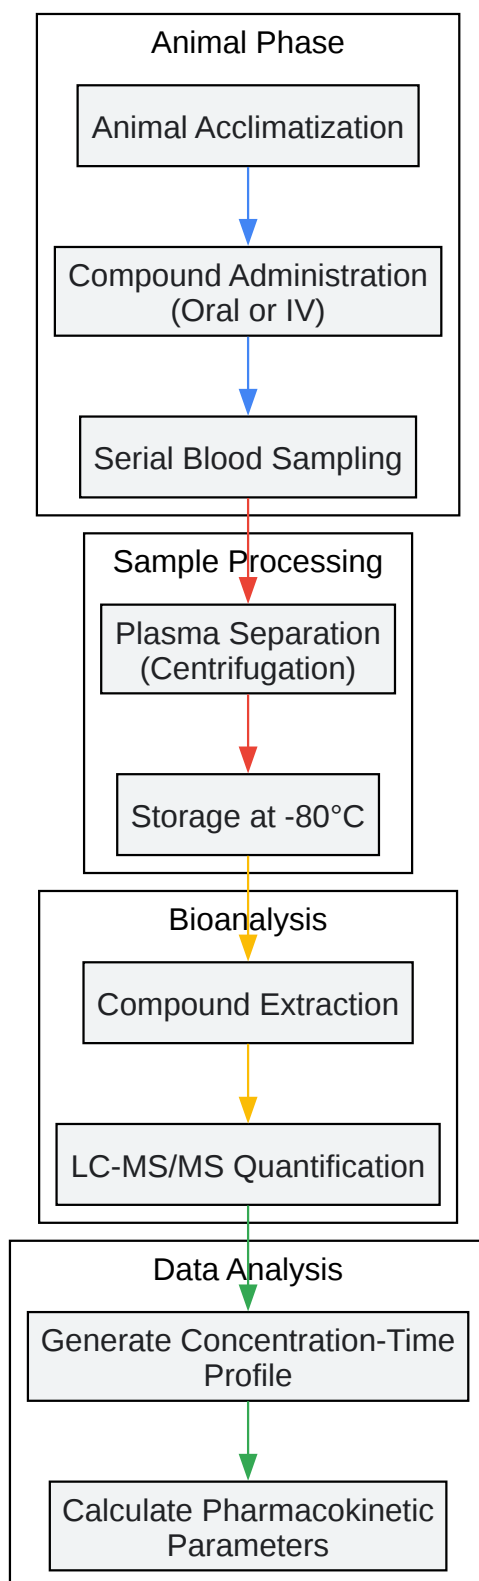 Animal Phase
Animal Acclimatization
Compound Administration
(Oral or IV)
Serial Blood Sampling
Sample Processing
Plasma Separation
(Centrifugation)
Storage at -80°C
Bioanalysis
Compound Extraction
LC-MS/MS Quantification
Data Analysis
Generate Concentration-Time
Profile
Calculate Pharmacokinetic
Parameters